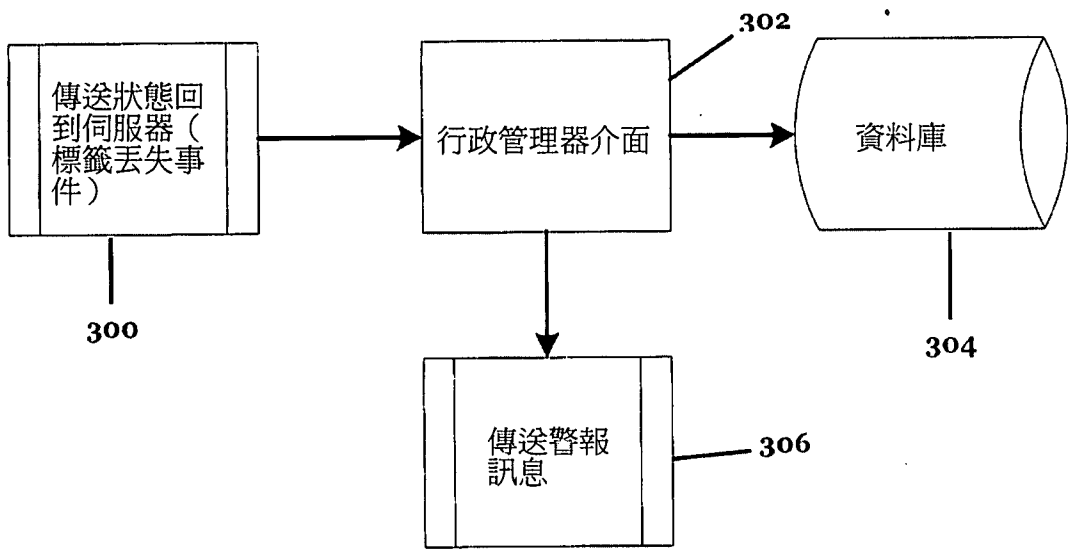 302
傳送狀態回
到伺服器（
標籤丟失事
件）
行政管理器介面
資料庫
300
304
傳送警報
訊息
306